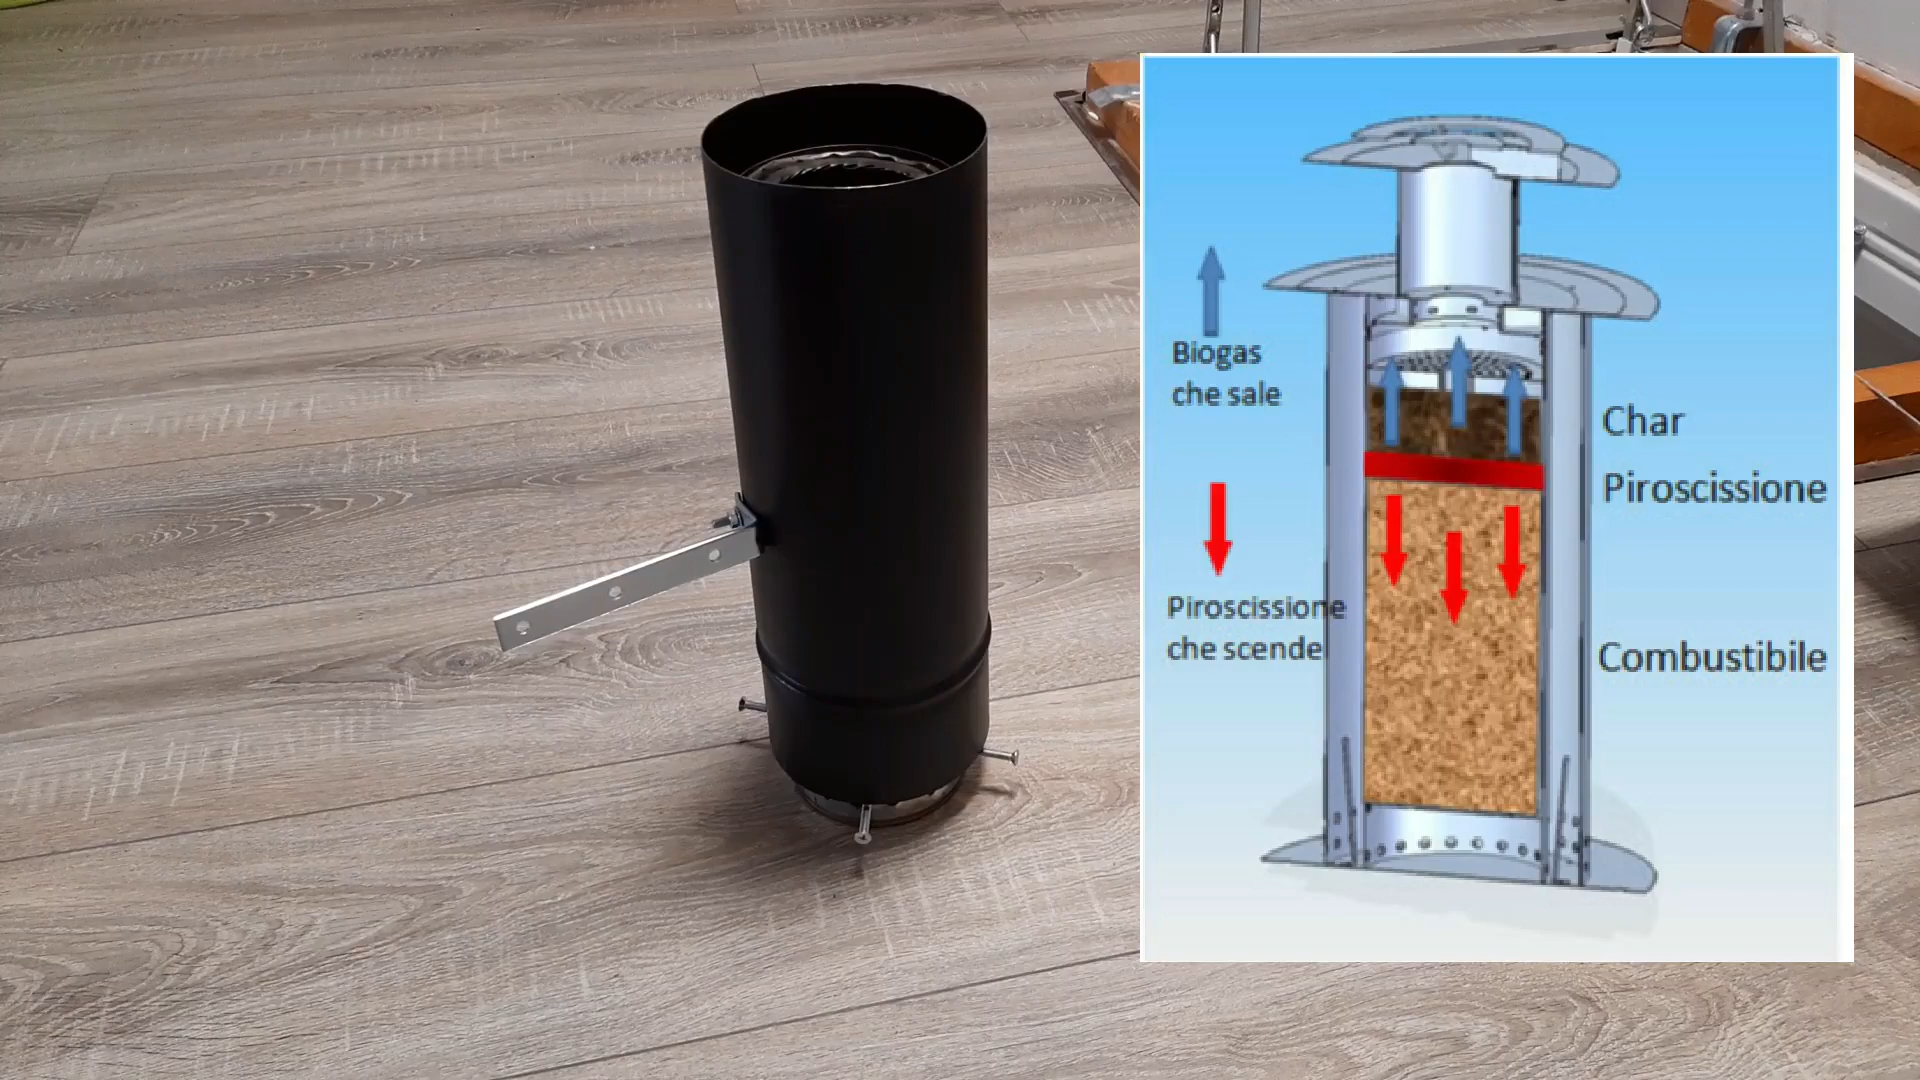 Biogas
che sale
Char
Piroscissione
Piroscissione
che scende
Combustibile